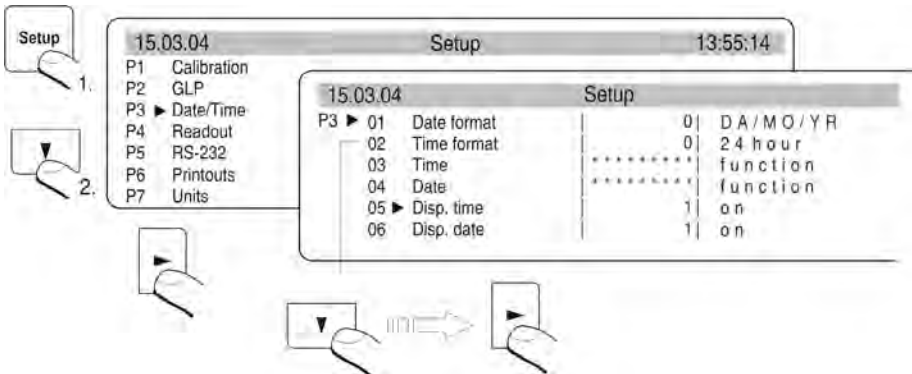 Setup
1.
2.
15.03.04 Setup 13:55:14
P1 Calibration
P2 GLP
P3 ► Date/Time
P4 Readout
P5 RS-232
P6 Printouts
P7 Units
15.03.04 Setup
P3 ► 01 Date format | 0 | DA/MO/YR
02 Time format | 0 | 24 hour
03 Time | * * * * * * * * * | function
04 Date | * * * * * * * * * | function
05 ► Disp. time | 1 | on
06 Disp. date | 1 | on